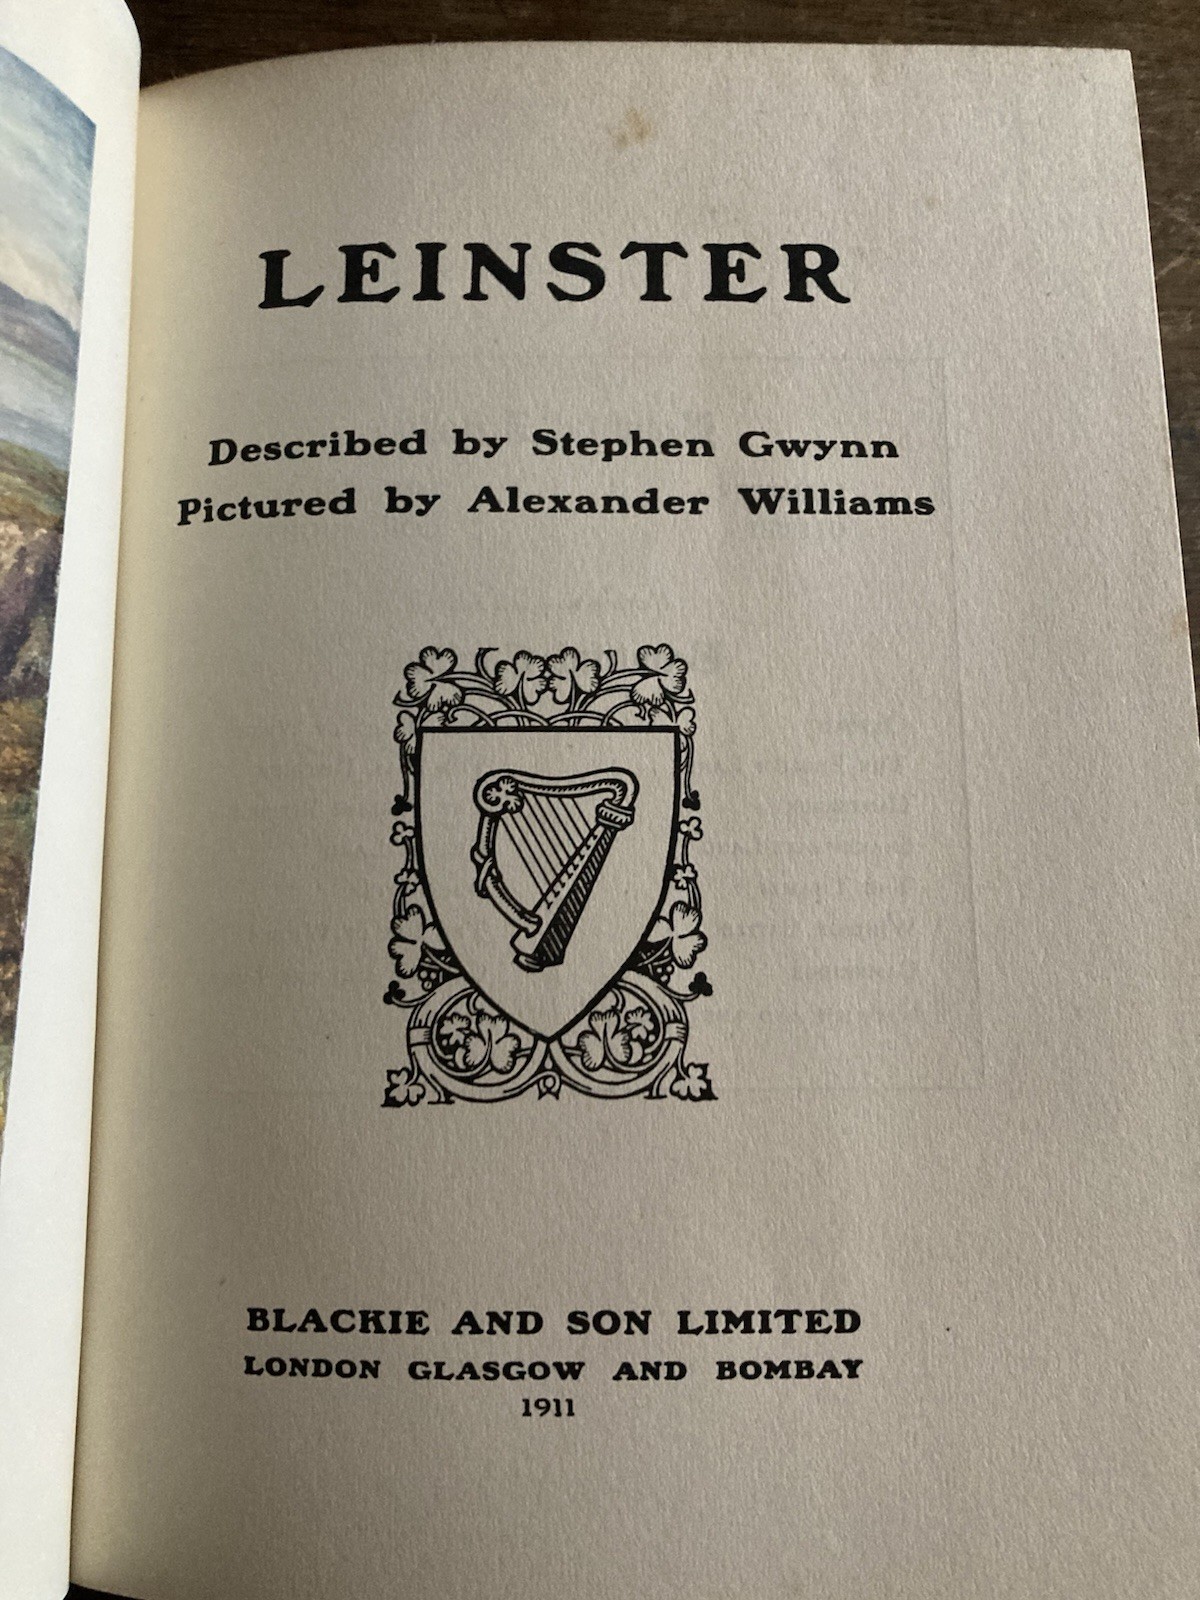 LEINSTER
Described by Stephen Gwynn
Pictured by Alexander Williams
BLACKIE AND SON LIMITED
LONDON GLASGOW AND BOMBAY
1911